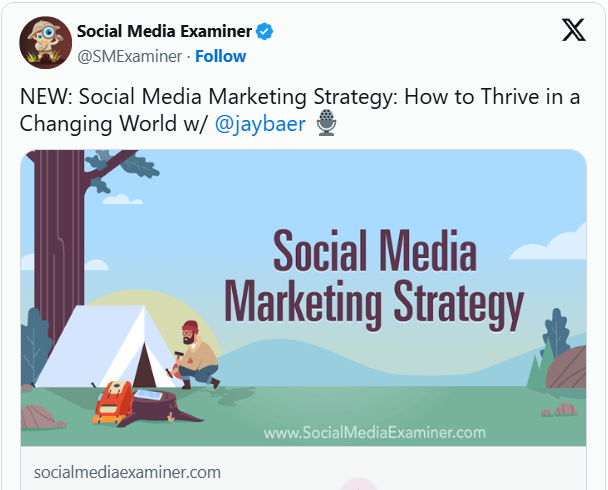 Social Media Examiner
@SMExaminer · Follow
NEW: Social Media Marketing Strategy: How to Thrive in a
Changing World w/ @jaybaer
Social Media
Marketing Strategy
www.SocialMediaExaminer.com
socialmediaexaminer.com